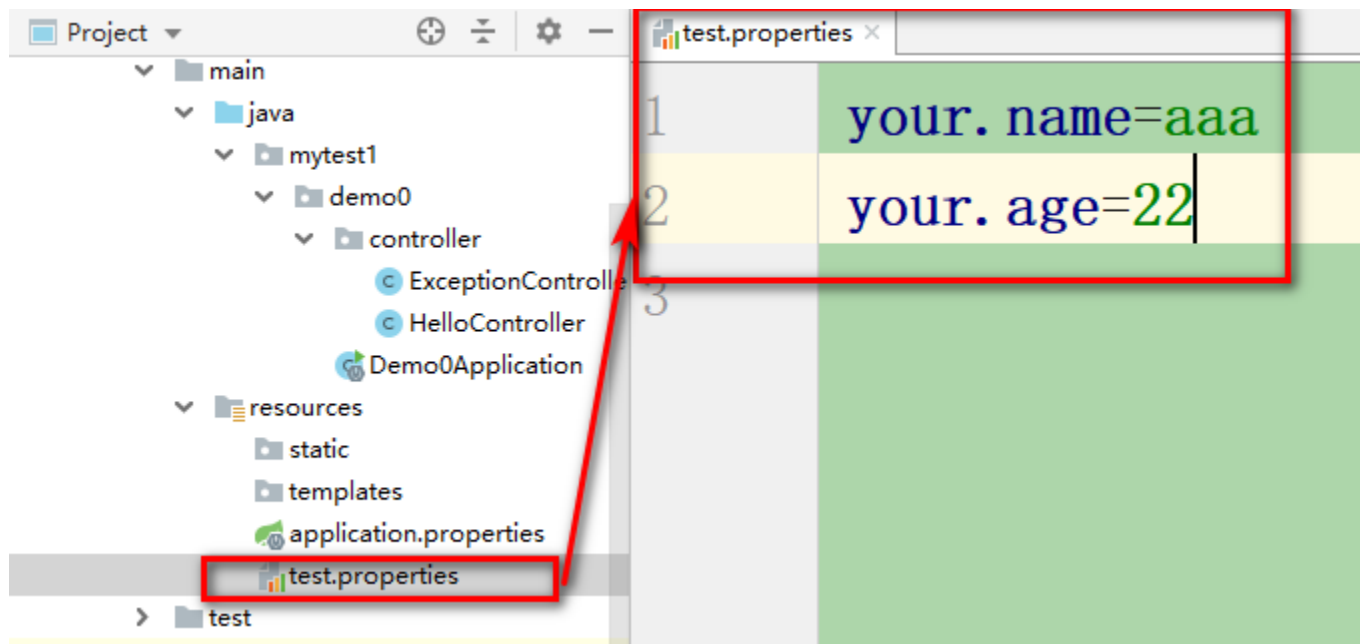 Project
main
java
mytest1
demo0
controller
ExceptionControlle
HelloController
Demo0Application
resources
static
templates
application.properties
test.properties
test
test.properties
1 your.name=aaa
2 your.age=22
3